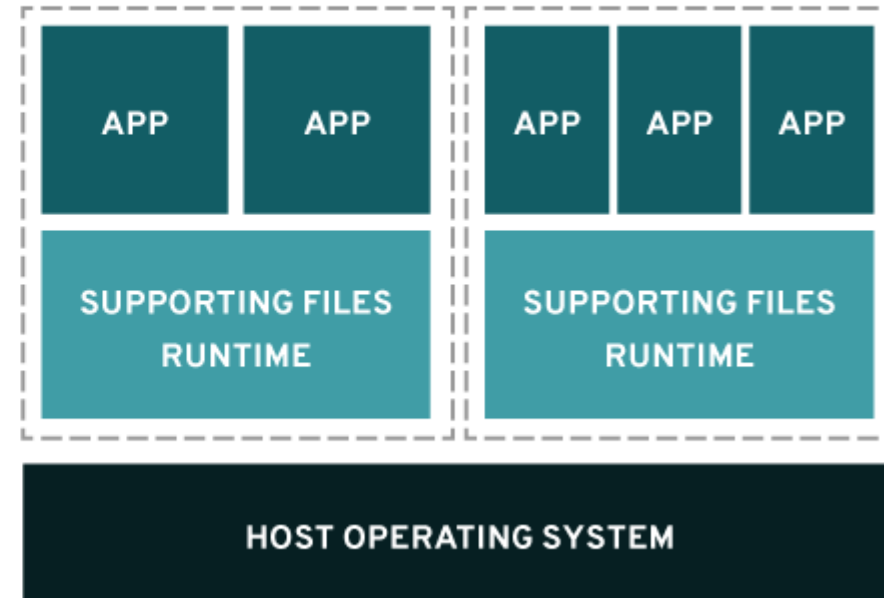 APP APP APP APP APP
SUPPORTING FILES
RUNTIME
SUPPORTING FILES
RUNTIME
HOST OPERATING SYSTEM